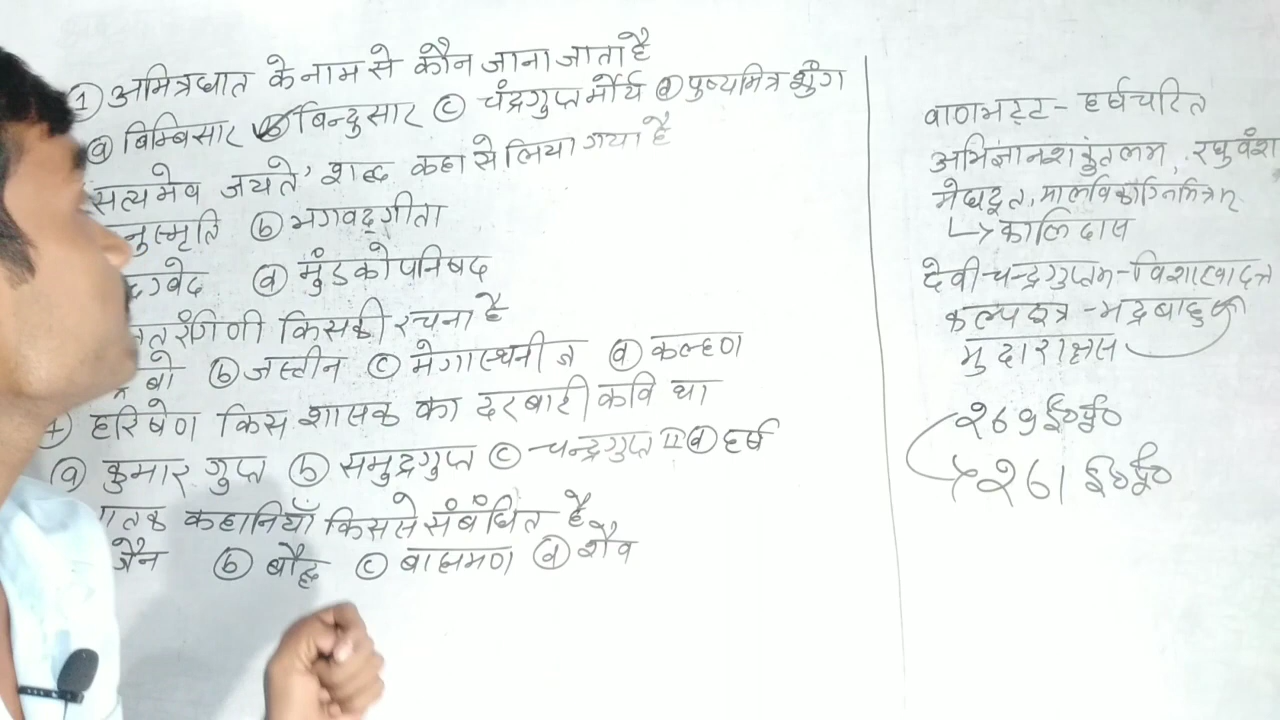 ① अमित्रघात के नाम से कौन जाना जाता है
ⓐ बिम्बिसार ⓑ बिन्दुसार ⓒ चंद्रगुप्त मौर्य ⓓ पुष्यमित्र शुंग
सत्यमेव जयते' शब्द कहा से लिया गया है
नुस्मृति ⓑ भगवद्गीता
ग्वेद ⓓ मुंडकोपनिषद
तरंगिणी किसकी रचना है
बो ⓑ जस्टीन ⓒ मेगास्थनीज ⓓ कल्हण
हरिषेण किस शासक का दरबारी कवि था
ⓐ कुमार गुप्त ⓑ समुद्रगुप्त ⓒ चन्द्रगुप्त II ⓓ हर्ष
ातक कहानियाँ किससे संबंधित है
जैन ⓑ बौद्ध ⓒ बाह्मण ⓓ शैव
वाणभट्ट - हर्षचरित
अभिज्ञानशकुंतलम, रघुवंश
मेघदूत, मालविकाग्निमित्रम्
↳ कालिदास
देवीचन्द्रगुप्तम - विशाखादत्त
कल्पसूत्र - भद्रबाहु
मुद्राराक्षस
269 ई०पू०
261 ई०पू०